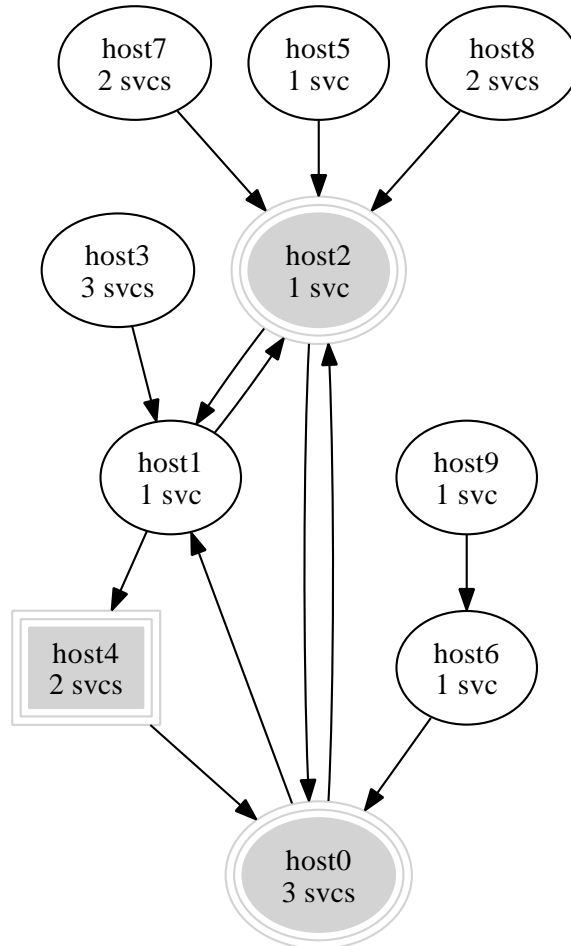 host7
2 svcs
host5
1 svc
host8
2 svcs
host3
3 svcs
host2
1 svc
host1
1 svc
host9
1 svc
host4
2 svcs
host6
1 svc
host0
3 svcs